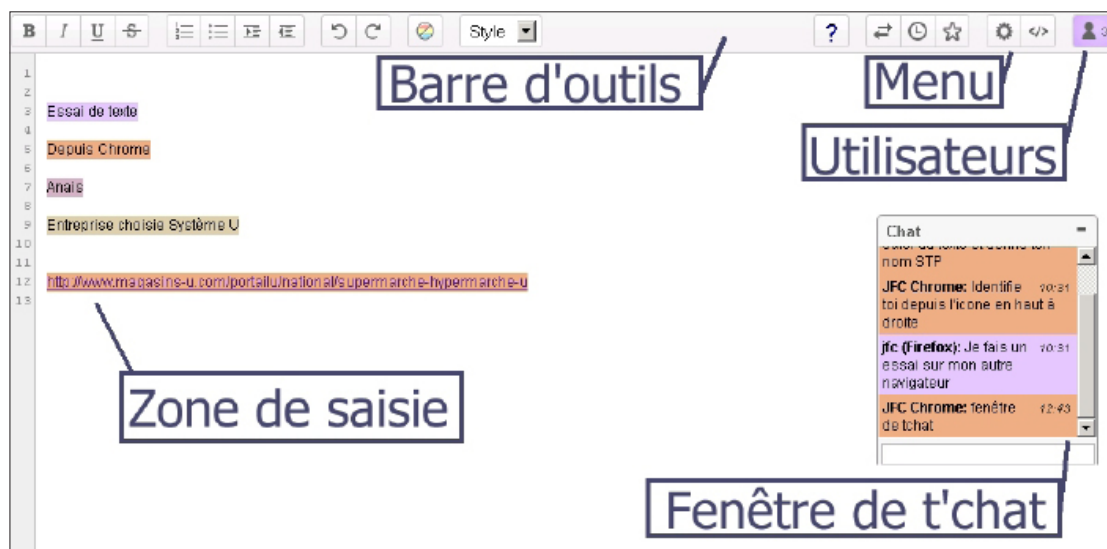 B I U S Style ? </> 3
Barre d'outils
Menu
Utilisateurs
1
2
3 Essai de texte
4
5 Depuis Chrome
6
7 Anais
8
9 Entreprise choisie Système U
10
11
12 http://www.magasins-u.com/portailu/national/supermarche-hypermarche-u
13
Zone de saisie
Chat -
nom STP
JFC Chrome: Identifie 10:31
toi depuis l'icone en haut à
droite
jfc (Firefox): Je fais un 10:31
essai sur mon autre
navigateur
JFC Chrome: fenêtre 12:43
de tchat
Fenêtre de t'chat